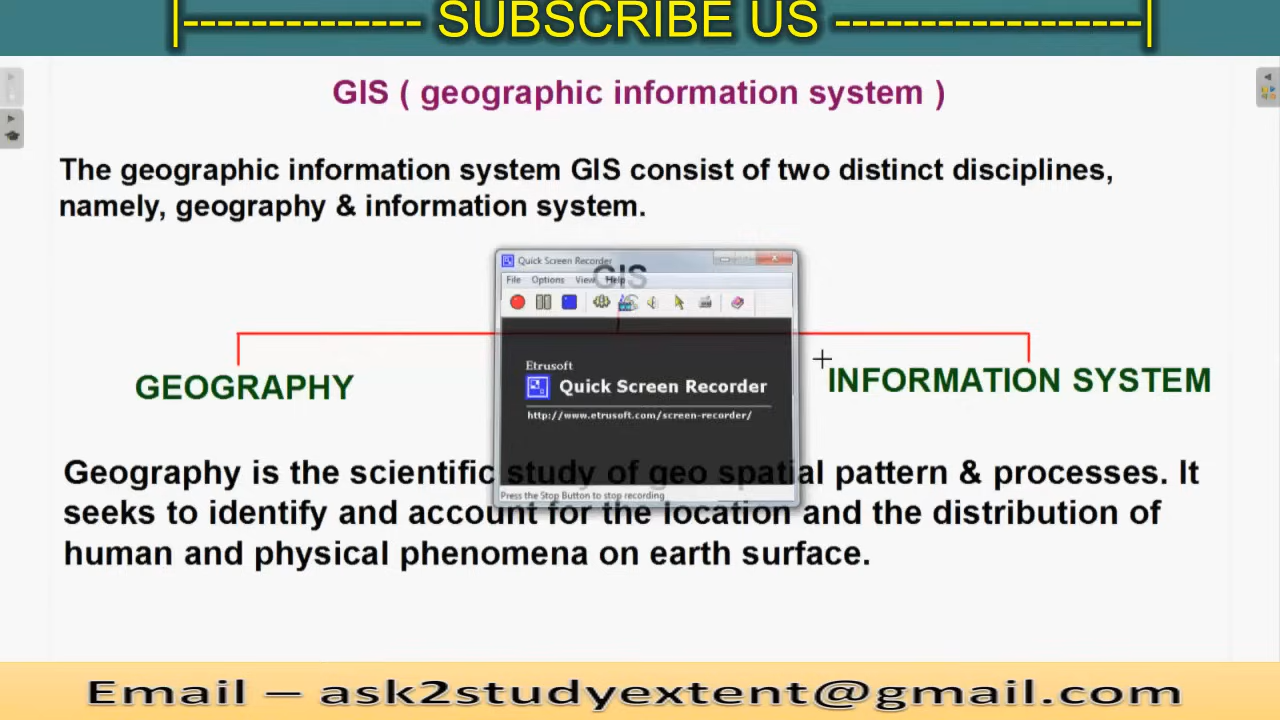 |-------------- SUBSCRIBE US ------------------|
GIS ( geographic information system )
The geographic information system GIS consist of two distinct disciplines,
namely, geography & information system.
Quick Screen Recorder
GIS
File Options View Help
GEOGRAPHY
INFORMATION SYSTEM
Etrusoft
Quick Screen Recorder
http://www.etrusoft.com/screen-recorder/
Geography is the scientific study of geo spatial pattern & processes. It
Press the Stop Button to stop recording
seeks to identify and account for the location and the distribution of
human and physical phenomena on earth surface.
Email – ask2studyextent@gmail.com